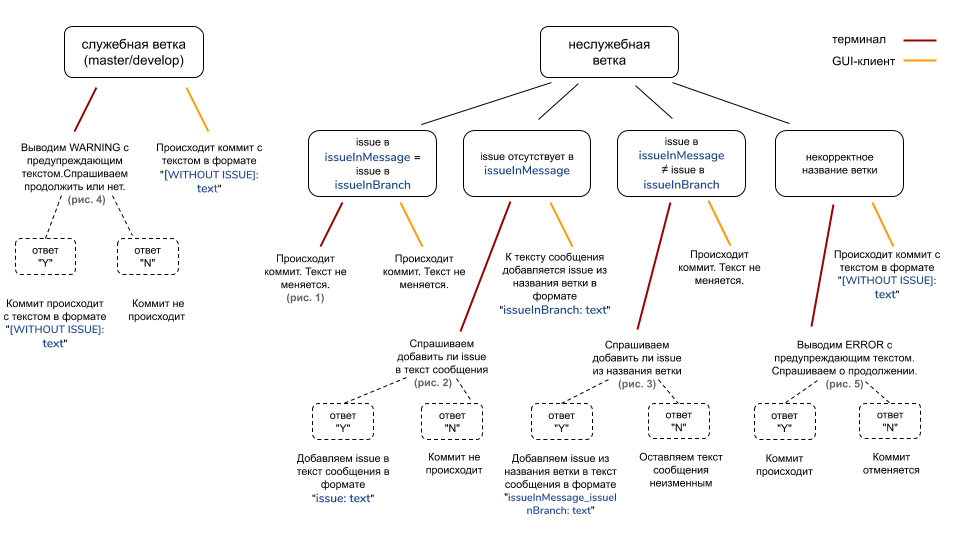 служебная ветка
(master/develop)
неслужебная
ветка
терминал
GUI-клиент
Выводим WARNING с
предупреждающим
текстом.Спрашиваем
продолжить или нет.
(рис. 4)
Происходит коммит с
текстом в формате
"[WITHOUT ISSUE]:
text"
ответ
"Y"
ответ
"N"
Коммит происходит
с текстом в формате
"[WITHOUT ISSUE]:
text"
Коммит не
происходит
issue в
issueInMessage =
issue в
issueInBranch
issue отсутствует в
issueInMessage
issue в
issueInMessage
≠ issue в
issueInBranch
некорректное
название ветки
Происходит
коммит. Текст не
меняется.
(рис. 1)
Происходит
коммит. Текст не
меняется.
К тексту сообщения
добавляется issue из
названия ветки в
формате
"issueInBranch: text"
Происходит
коммит. Текст не
меняется.
Происходит коммит с
текстом в формате
"[WITHOUT ISSUE]:
text"
Спрашиваем
добавить ли issue
в текст сообщения
(рис. 2)
Спрашиваем
добавить ли issue
из названия ветки
(рис. 3)
Выводим ERROR с
предупреждающим текстом.
Спрашиваем о продолжении.
(рис. 5)
ответ
"Y"
ответ
"N"
ответ
"Y"
ответ
"N"
ответ
"Y"
ответ
"N"
Добавляем issue в
текст сообщения в
формате
"issue: text"
Коммит не
происходит
Добавляем issue из
названия ветки в текст
сообщения в формате
"issueInMessage_issueI
nBranch: text"
Оставляем текст
сообщения
неизменным
Коммит
происходит
Коммит
отменяется